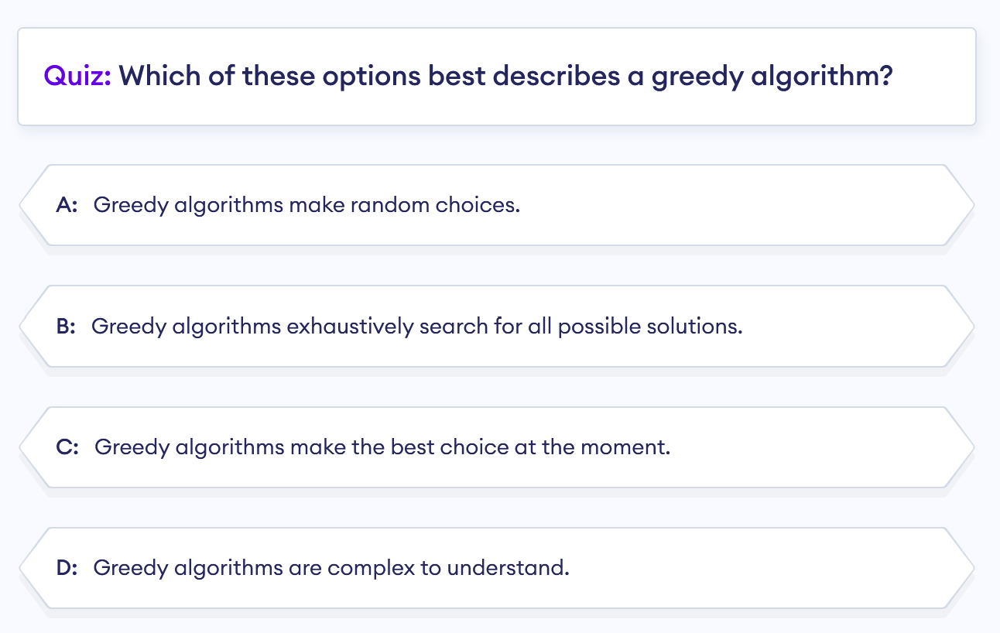 Quiz: Which of these options best describes a greedy algorithm?
A: Greedy algorithms make random choices.
B: Greedy algorithms exhaustively search for all possible solutions.
C: Greedy algorithms make the best choice at the moment.
D: Greedy algorithms are complex to understand.